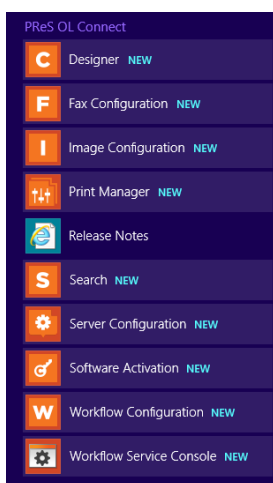 PReS OL Connect
C Designer NEW
F Fax Configuration NEW
I Image Configuration NEW
Print Manager NEW
Release Notes
S Search NEW
Server Configuration NEW
Software Activation NEW
W Workflow Configuration NEW
Workflow Service Console NEW